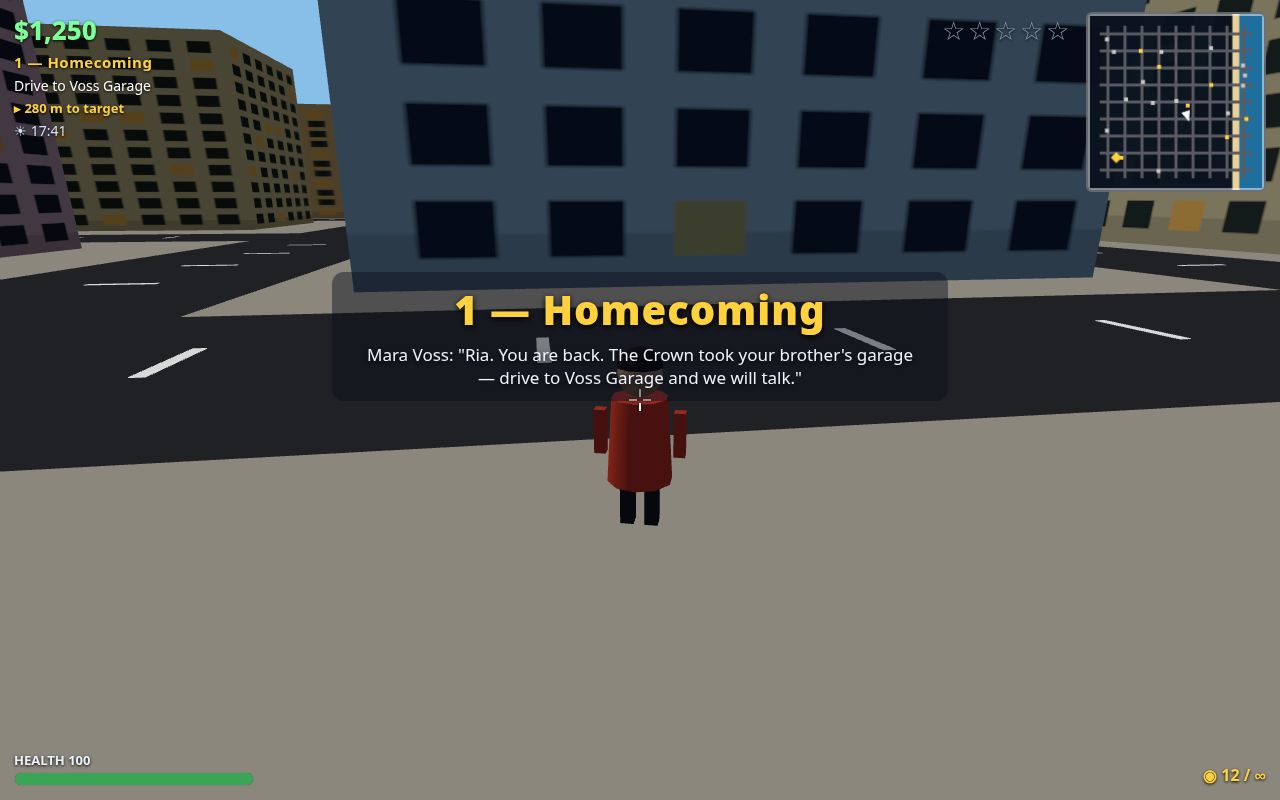 $1,250
1 — Homecoming
Drive to Voss Garage
▸ 280 m to target
☀ 17:41
☆☆☆☆☆
1 — Homecoming
Mara Voss: "Ria. You are back. The Crown took your brother's garage
— drive to Voss Garage and we will talk."
HEALTH 100
◉ 12 / ∞